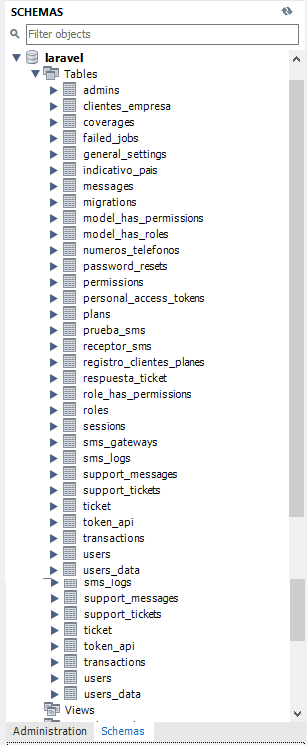 SCHEMAS
Filter objects
laravel
Tables
admins
clientes_empresa
coverages
failed_jobs
general_settings
indicativo_pais
messages
migrations
model_has_permissions
model_has_roles
numeros_telefonos
password_resets
permissions
personal_access_tokens
plans
prueba_sms
receptor_sms
registro_clientes_planes
respuesta_ticket
role_has_permissions
roles
sessions
sms_gateways
sms_logs
support_messages
support_tickets
ticket
token_api
transactions
users
users_data
sms_logs
support_messages
support_tickets
ticket
token_api
transactions
users
users_data
Views
Administration Schemas